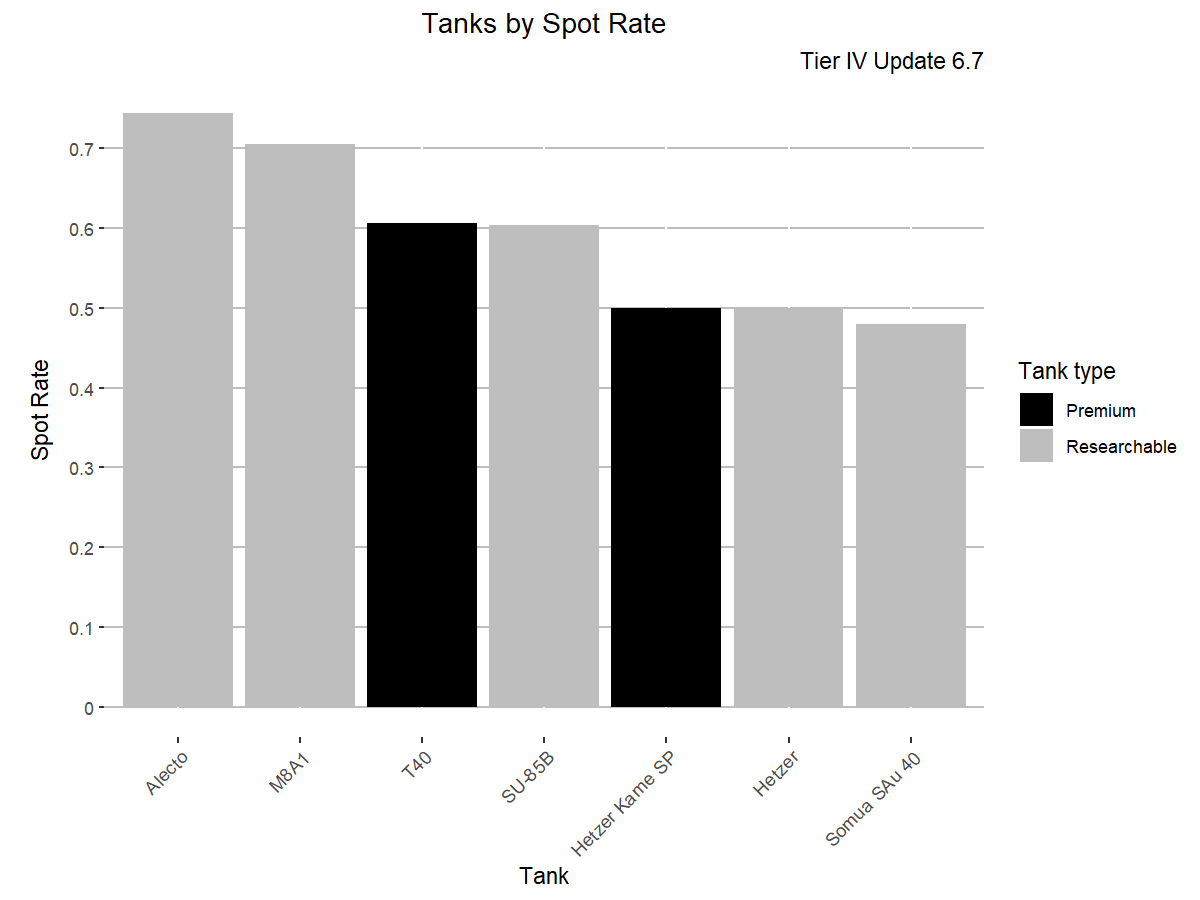 Tanks by Spot Rate
Tier IV Update 6.7
Spot Rate
0.7
0.6
0.5
0.4
0.3
0.2
0.1
0
Alecto
M8A1
T40
SU-85B
Hetzer Kame SP
Hetzer
Somua SAu 40
Tank
Tank type
Premium
Researchable